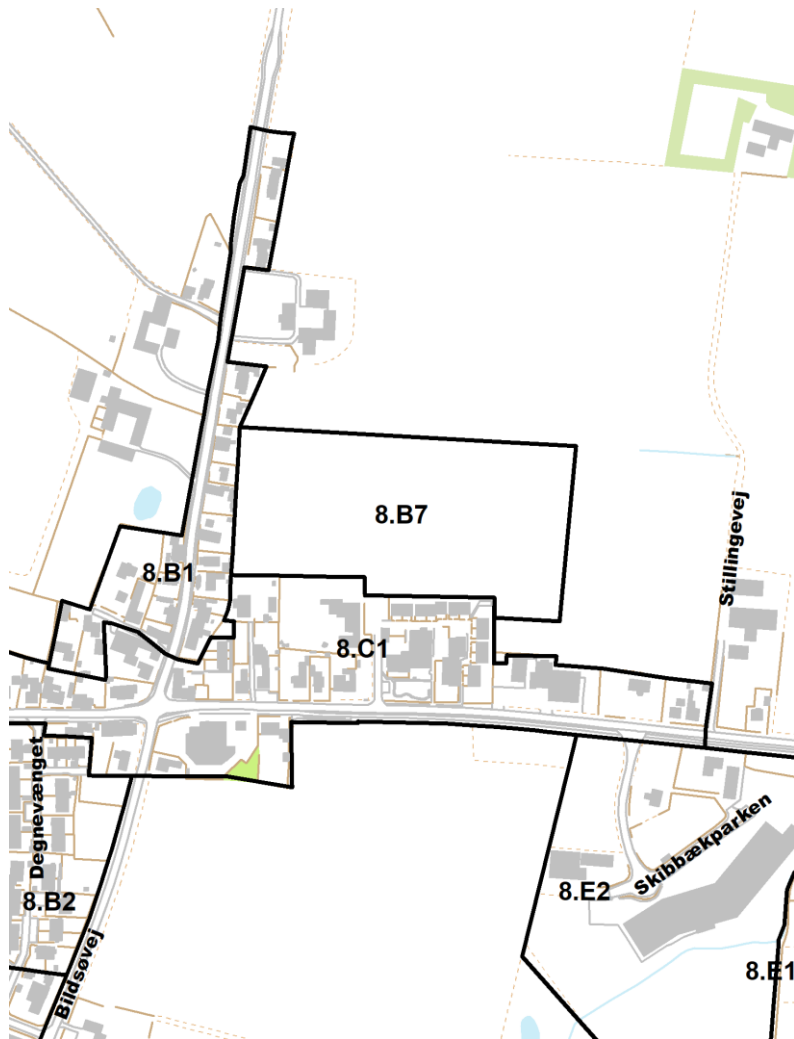 8.B7
Stillingevej
8.B1
8.C1
Degnevænget
Skibbækparken
8.E2
8.B2
8.E1
Bildsøvej